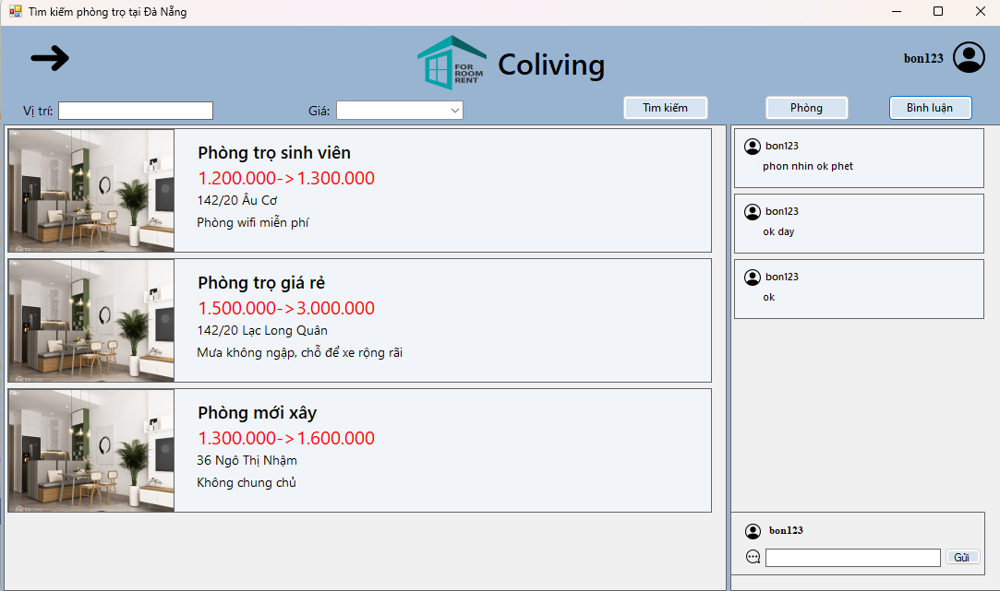 Tìm kiếm phòng trọ tại Đà Nẵng
FOR
ROOM
RENT
Coliving
bon123
Vị trí:
Giá:
Tìm kiếm
Phòng
Bình luận
Phòng trọ sinh viên
1.200.000->1.300.000
142/20 Âu Cơ
Phòng wifi miễn phí
Phòng trọ giá rẻ
1.500.000->3.000.000
142/20 Lạc Long Quân
Mưa không ngập, chỗ để xe rộng rãi
Phòng mới xây
1.300.000->1.600.000
36 Ngô Thị Nhậm
Không chung chủ
bon123
phon nhin ok phet
bon123
ok day
bon123
ok
bon123
Gửi